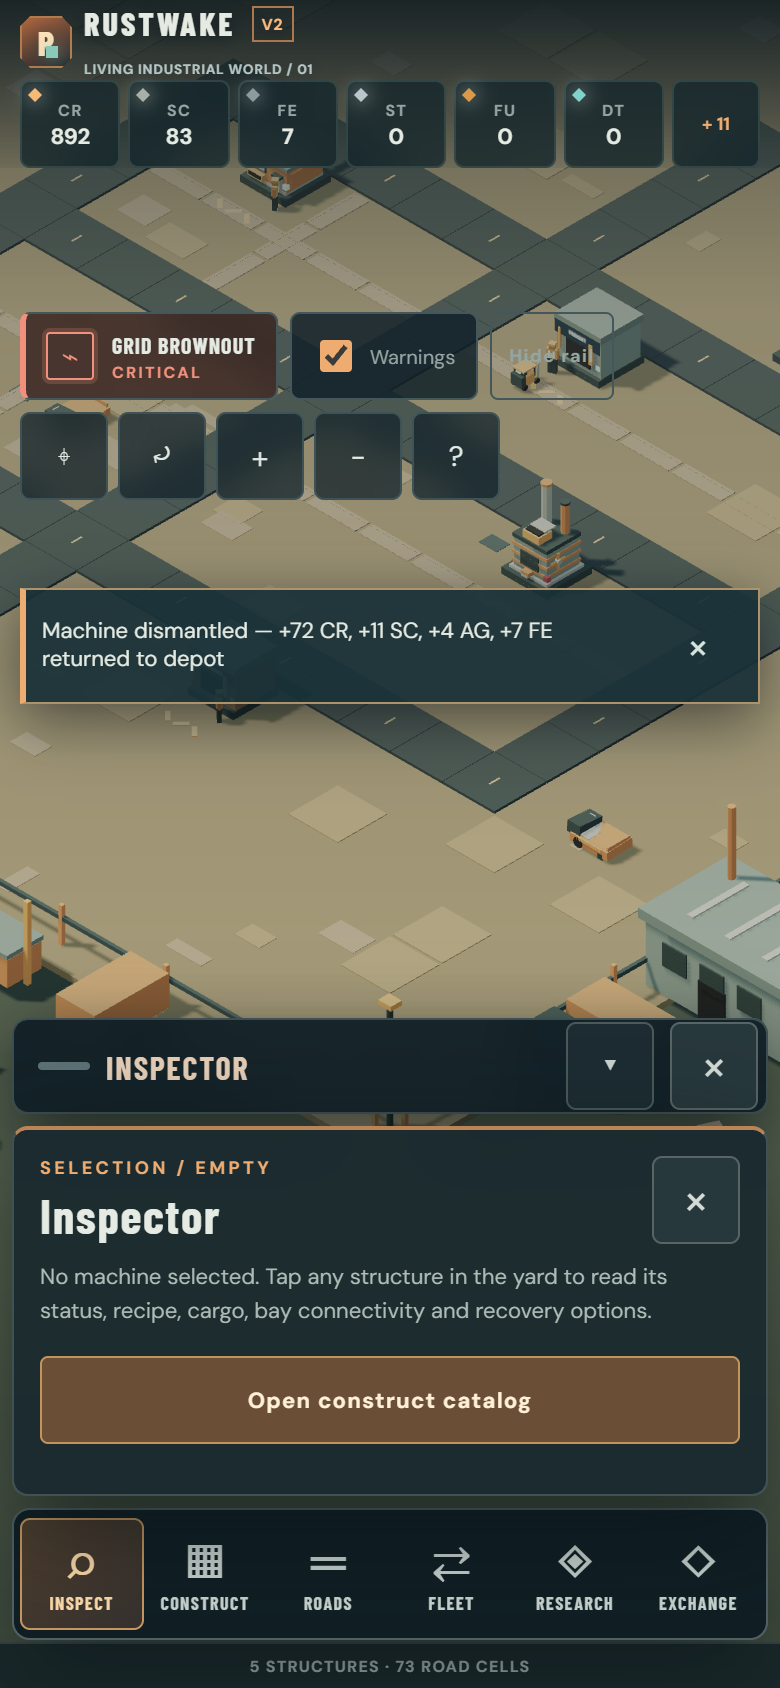 RUSTWAKE V2
LIVING INDUSTRIAL WORLD / 01
CR SC FE ST FU DT
892 83 7 0 0 0 + 11
GRID BROWNOUT
CRITICAL
Warnings
Hide rail
+ - ?
Machine dismantled — +72 CR, +11 SC, +4 AG, +7 FE
returned to depot
×
INSPECTOR
SELECTION / EMPTY
Inspector
No machine selected. Tap any structure in the yard to read its
status, recipe, cargo, bay connectivity and recovery options.
Open construct catalog
INSPECT CONSTRUCT ROADS FLEET RESEARCH EXCHANGE
5 STRUCTURES · 73 ROAD CELLS